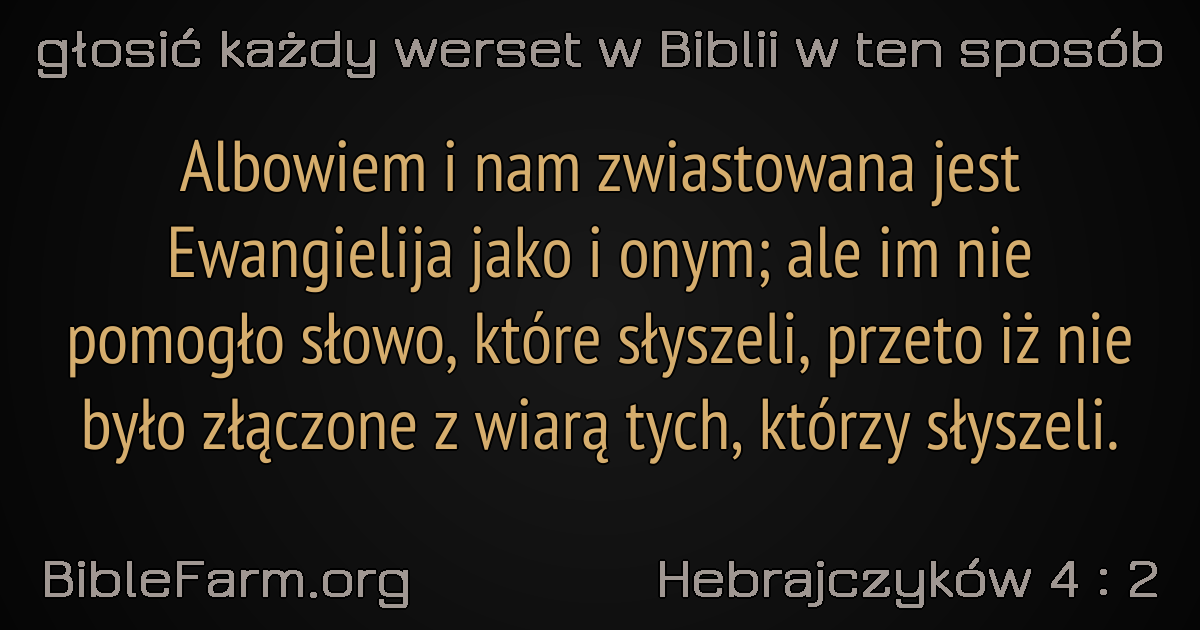 głosić każdy werset w Biblii w ten sposób
Albowiem i nam zwiastowana jest
Ewangielija jako i onym; ale im nie
pomogło słowo, które słyszeli, przeto iż nie
było złączone z wiarą tych, którzy słyszeli.
BibleFarm.org
Hebrajczyków 4 : 2